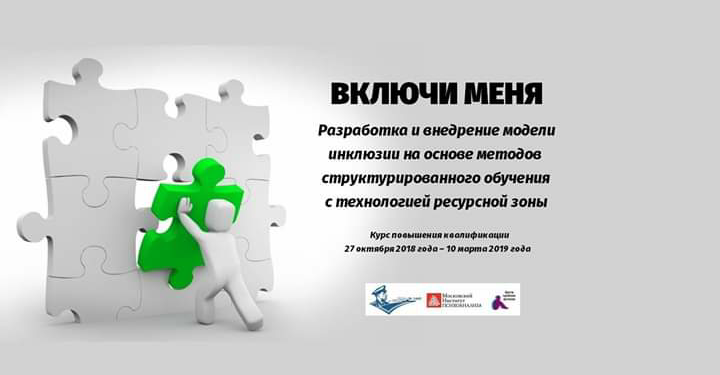 ВКЛЮЧИ МЕНЯ
Разработка и внедрение модели
инклюзии на основе методов
структурированного обучения
с технологией ресурсной зоны
Курс повышения квалификации
27 октября 2018 года – 10 марта 2019 года
Московский
Институт
ПСИХОАНАЛИЗА